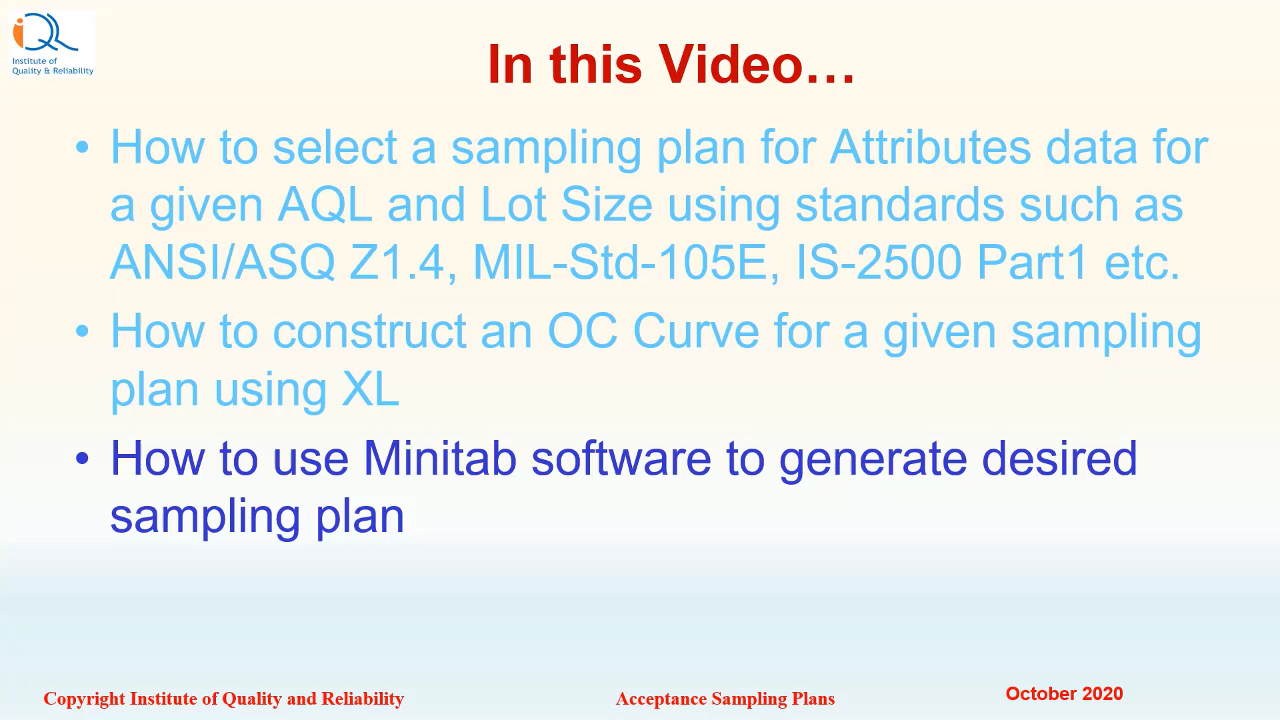 iQR
Institute of
Quality & Reliability
In this Video…
• How to select a sampling plan for Attributes data for
a given AQL and Lot Size using standards such as
ANSI/ASQ Z1.4, MIL-Std-105E, IS-2500 Part1 etc.
• How to construct an OC Curve for a given sampling
plan using XL
• How to use Minitab software to generate desired
sampling plan
Copyright Institute of Quality and Reliability
Acceptance Sampling Plans
October 2020